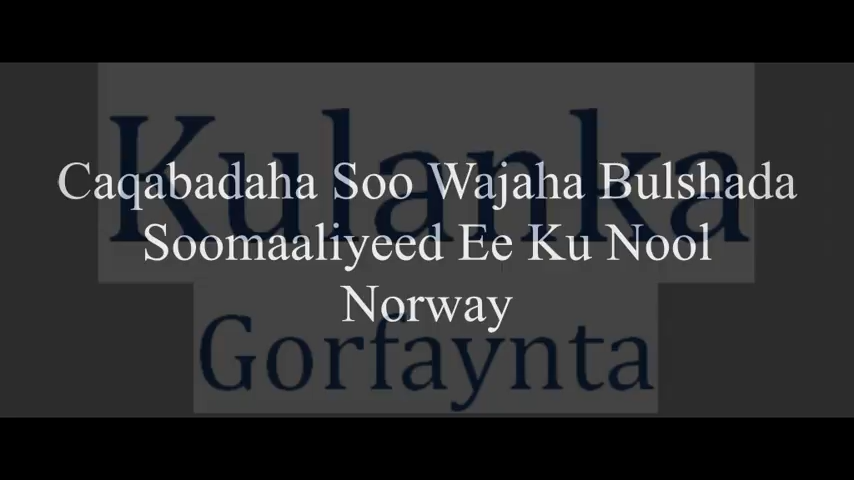 Kulanka
Caqabadaha Soo Wajaha Bulshada
Soomaaliyeed Ee Ku Nool
Norway
Gorfaynta